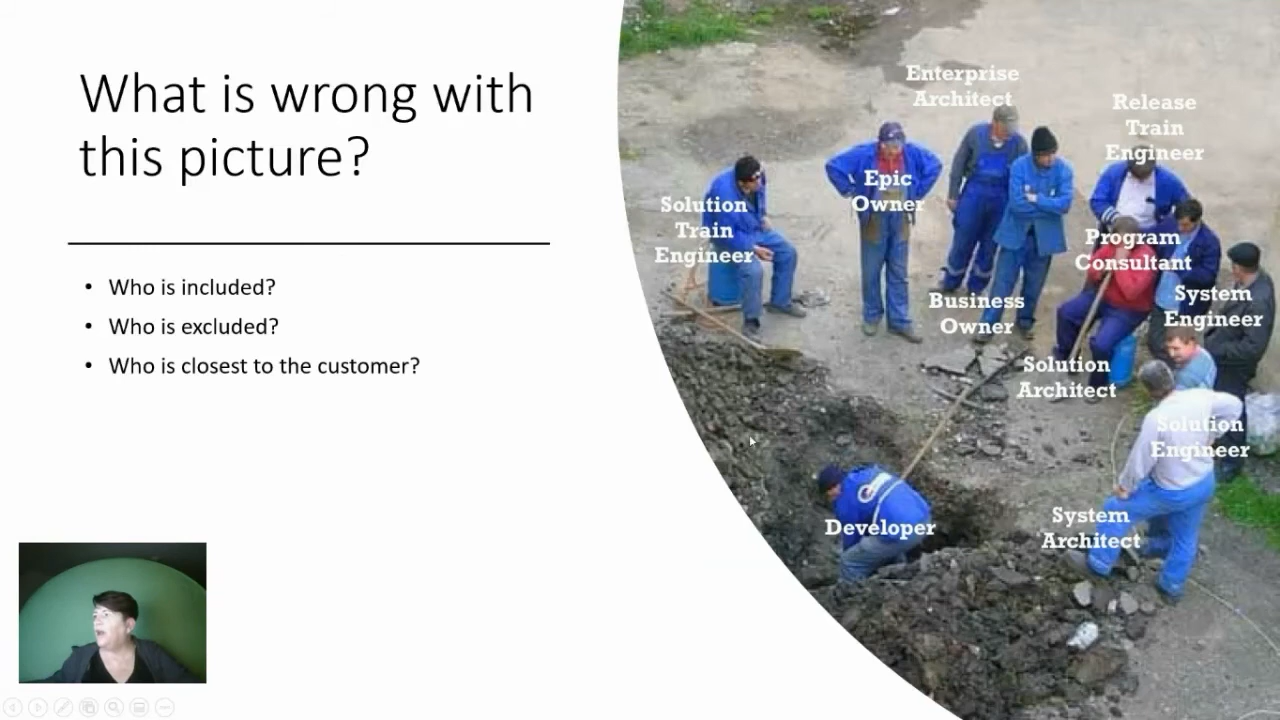 What is wrong with
this picture?
• Who is included?
• Who is excluded?
• Who is closest to the customer?
Enterprise
Architect
Release
Train
Engineer
Epic
Owner
Solution
Train
Engineer
Program
Consultant
System
Engineer
Business
Owner
Solution
Architect
Solution
Engineer
System
Architect
Developer